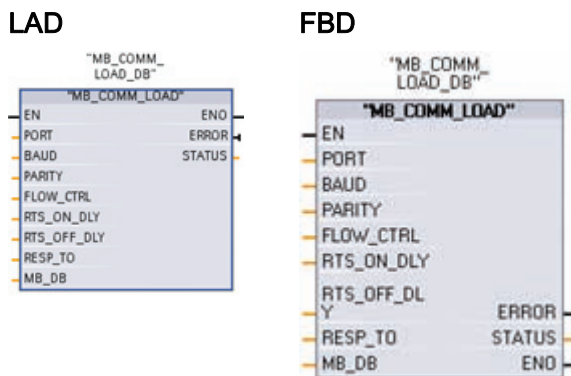 LAD
"MB_COMM_
LOAD_DB"
"MB_COMM_LOAD"
EN ENO
PORT ERROR
BAUD STATUS
PARITY
FLOW_CTRL
RTS_ON_DLY
RTS_OFF_DLY
RESP_TO
MB_DB
FBD
"MB_COMM_
LOAD_DB"
"MB_COMM_LOAD"
EN
PORT
BAUD
PARITY
FLOW_CTRL
RTS_ON_DLY
RTS_OFF_DL
Y ERROR
RESP_TO STATUS
MB_DB ENO